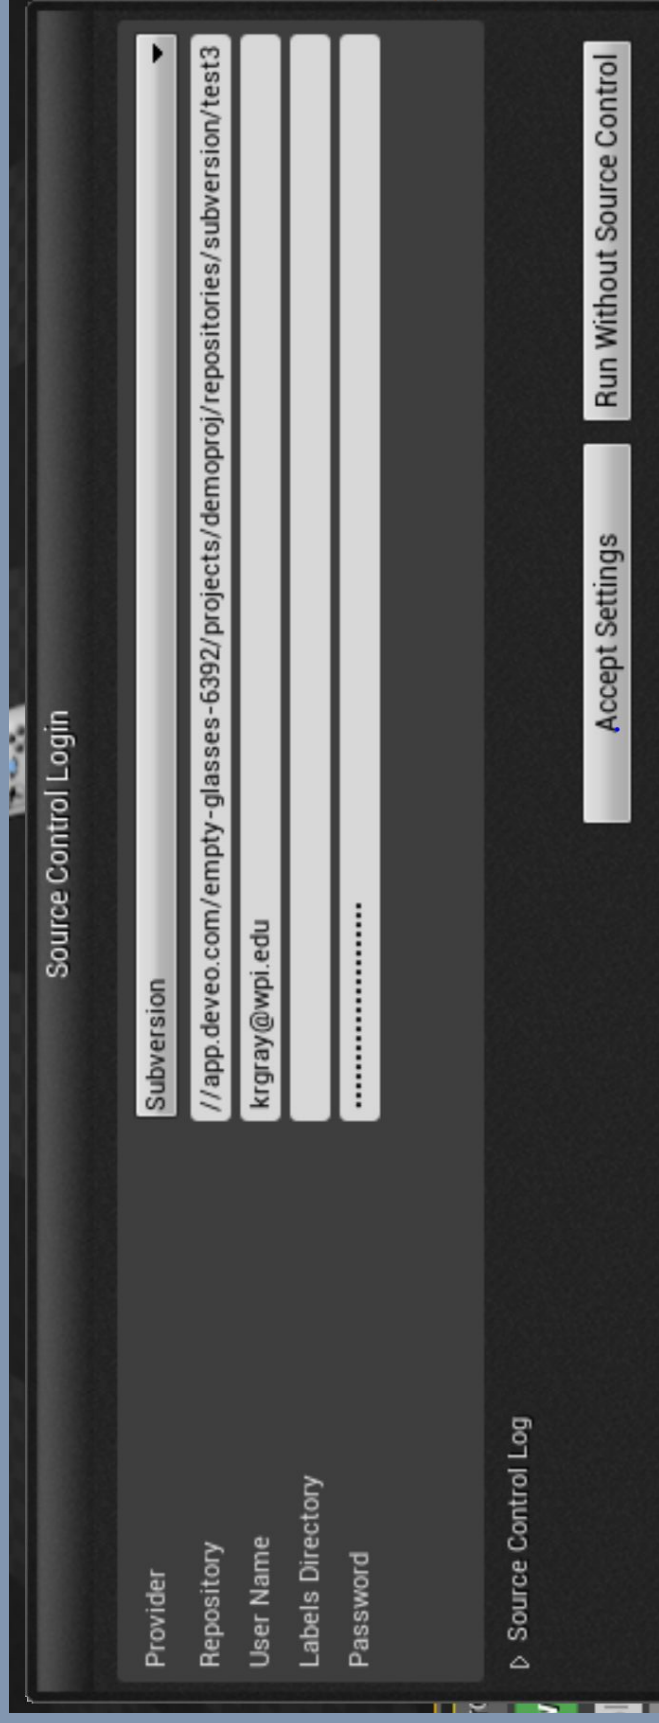 Source Control Login
Provider Subversion
Repository //app.deveo.com/empty-glasses-6392/projects/demoproj/repositories/subversion/test3
User Name krgray@wpi.edu
Labels Directory
Password
Source Control Log
Accept Settings Run Without Source Control